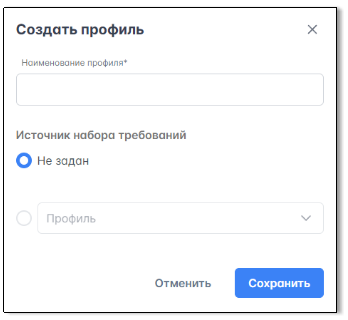 Создать профиль
Наименование профиля*
Источник набора требований
Не задан
Профиль
Отменить
Сохранить